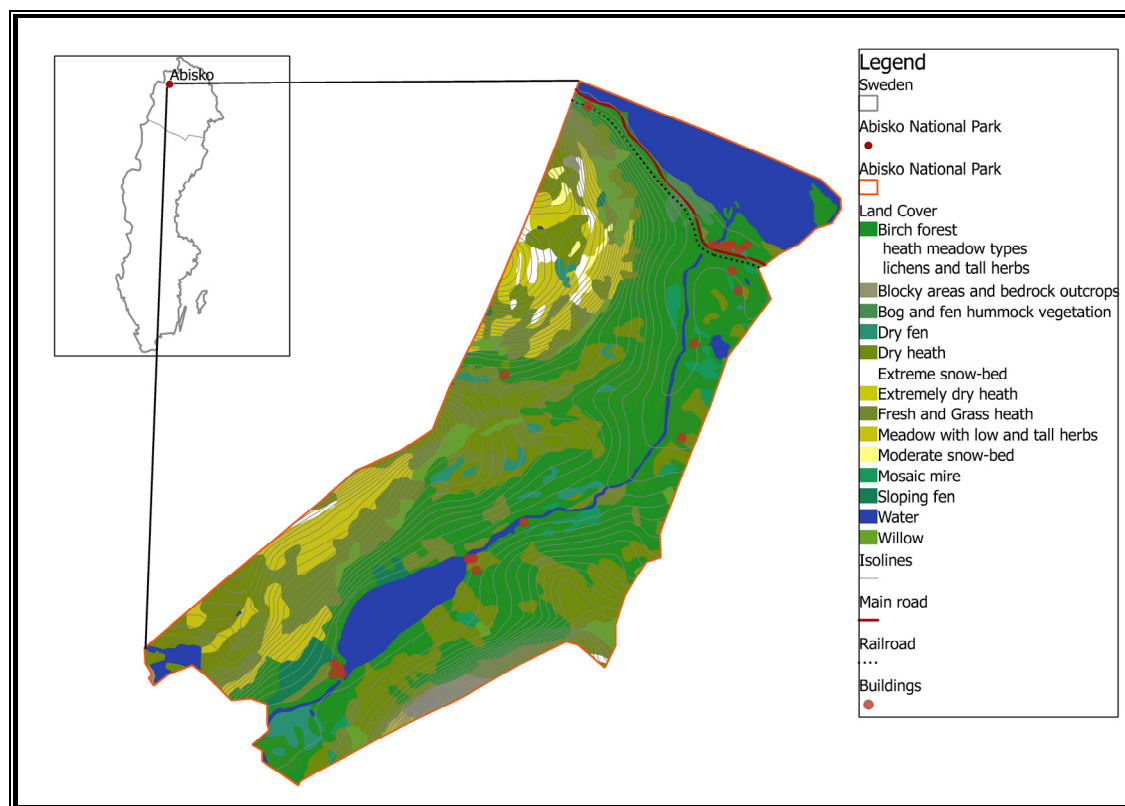 Abisko
Legend
Sweden
Abisko National Park
Abisko National Park
Land Cover
Birch forest
heath meadow types
lichens and tall herbs
Blocky areas and bedrock outcrops
Bog and fen hummock vegetation
Dry fen
Dry heath
Extreme snow-bed
Extremely dry heath
Fresh and Grass heath
Meadow with low and tall herbs
Moderate snow-bed
Mosaic mire
Sloping fen
Water
Willow
Isolines
Main road
Railroad
Buildings